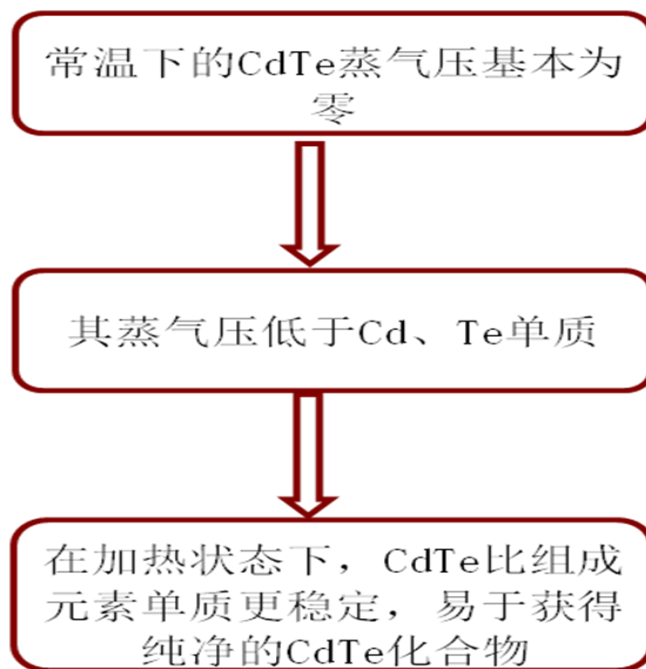 常温下的CdTe蒸气压基本为
零
其蒸气压低于Cd、Te单质
在加热状态下，CdTe比组成
元素单质更稳定，易于获得
纯净的CdTe化合物